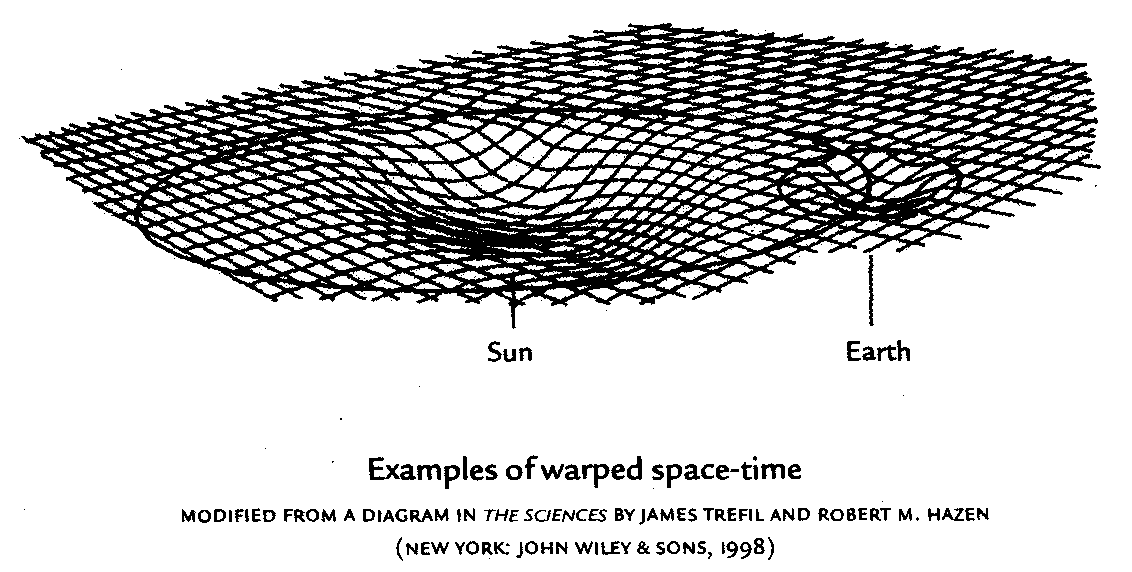 Sun
Earth
Examples of warped space-time
MODIFIED FROM A DIAGRAM IN THE SCIENCES BY JAMES TREFIL AND ROBERT M. HAZEN
(NEW YORK: JOHN WILEY & SONS, 1998)